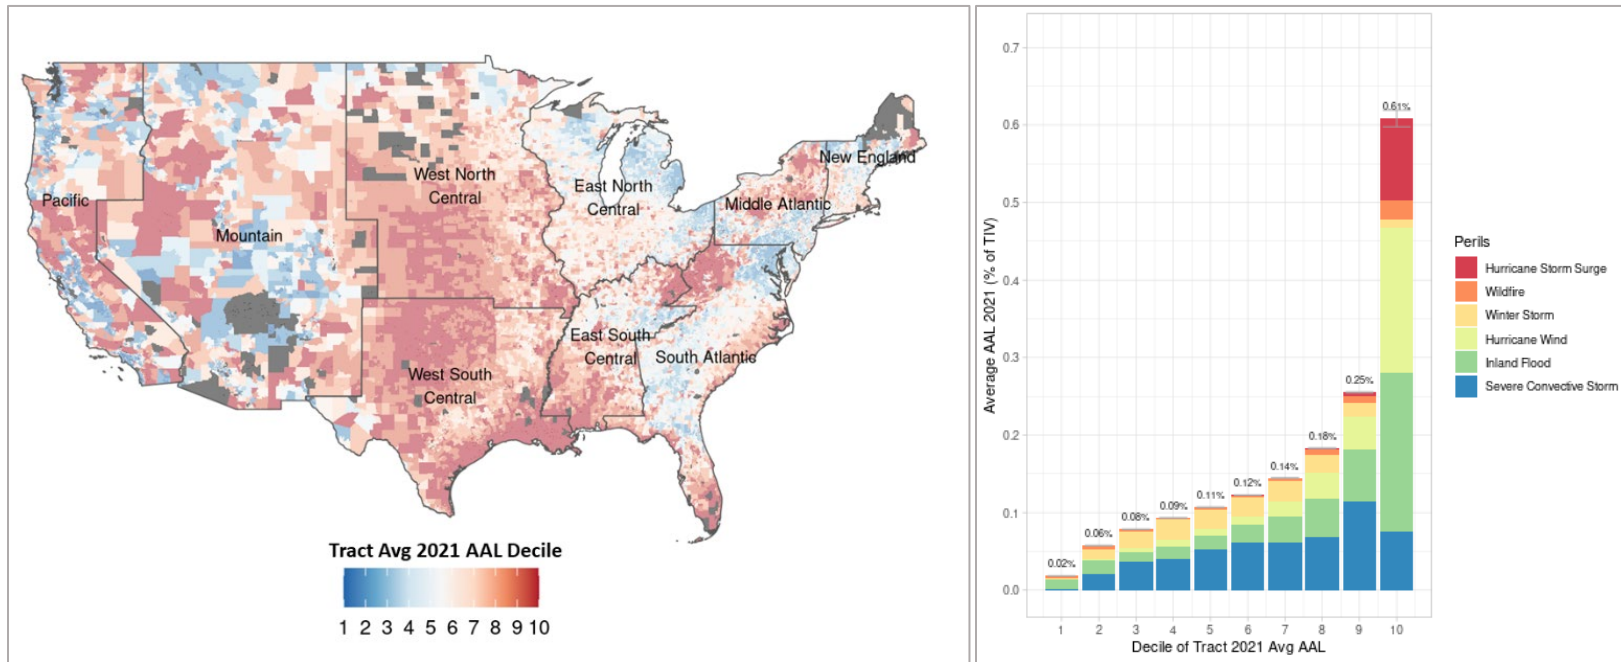 Pacific
Mountain
West North
Central
West South
Central
East North
Central
East South
Central
South Atlantic
Middle Atlantic
New England
Tract Avg 2021 AAL Decile
1 2 3 4 5 6 7 8 9 10
Average AAL 2021 (% of TIV)
0.7
0.6
0.5
0.4
0.3
0.2
0.1
0.0
0.02%
0.06%
0.08%
0.09%
0.11%
0.12%
0.14%
0.18%
0.25%
0.61%
1 2 3 4 5 6 7 8 9 10
Decile of Tract 2021 Avg AAL
Perils
Hurricane Storm Surge
Wildfire
Winter Storm
Hurricane Wind
Inland Flood
Severe Convective Storm